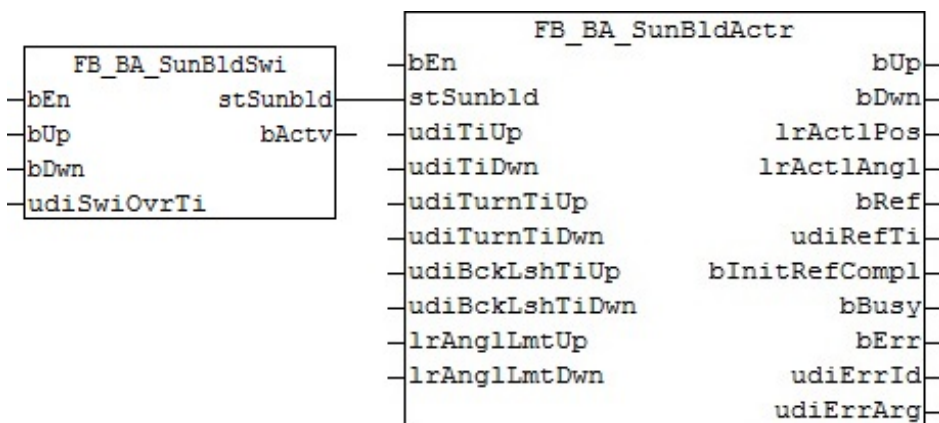 FB_BA_SunBldSwi
bEn stSunbld
bUp bActv
bDwn
udiSwiOvrTi
FB_BA_SunBldActr
bEn bUp
stSunbld bDwn
udiTiUp lrActlPos
udiTiDwn lrActlAngl
udiTurnTiUp bRef
udiTurnTiDwn udiRefTi
udiBckLshTiUp bInitRefCompl
udiBckLshTiDwn bBusy
lrAnglLmtUp bErr
lrAnglLmtDwn udiErrId
udiErrArg